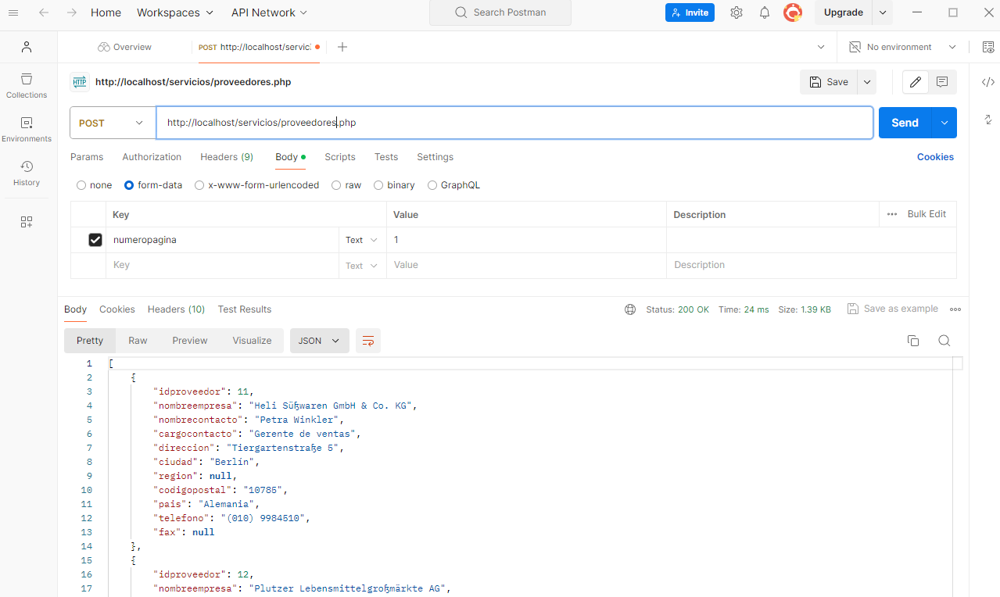 Home Workspaces API Network Search Postman Invite Upgrade
Overview POST http://localhost/servic No environment
HTTP http://localhost/servicios/proveedores.php Save
Collections
POST http://localhost/servicios/proveedores.php Send
Environments
Params Authorization Headers (9) Body Scripts Tests Settings Cookies
History
none form-data x-www-form-urlencoded raw binary GraphQL
Key Value Description Bulk Edit
numeropagina Text 1
Key Text Value Description
Body Cookies Headers (10) Test Results Status: 200 OK Time: 24 ms Size: 1.39 KB Save as example
Pretty Raw Preview Visualize JSON
1 [
2 {
3 "idproveedor": 11,
4 "nombreempresa": "Heli Süßwaren GmbH & Co. KG",
5 "nombrecontacto": "Petra Winkler",
6 "cargocontacto": "Gerente de ventas",
7 "direccion": "Tiergartenstraße 5",
8 "ciudad": "Berlín",
9 "region": null,
10 "codigopostal": "10785",
11 "pais": "Alemania",
12 "telefono": "(010) 9984510",
13 "fax": null
14 },
15 {
16 "idproveedor": 12,
17 "nombreempresa": "Plutzer Lebensmittelgroßmärkte AG",